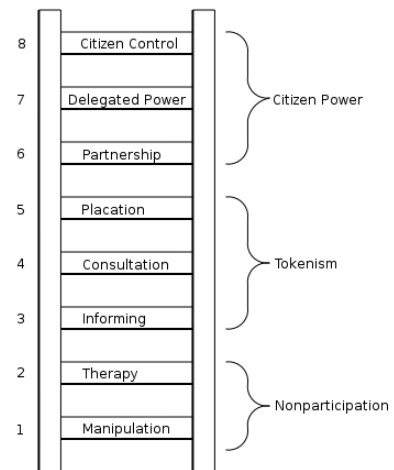 8 Citizen Control
7 Delegated Power
Citizen Power
6 Partnership
5 Placation
4 Consultation
Tokenism
3 Informing
2 Therapy
Nonparticipation
1 Manipulation